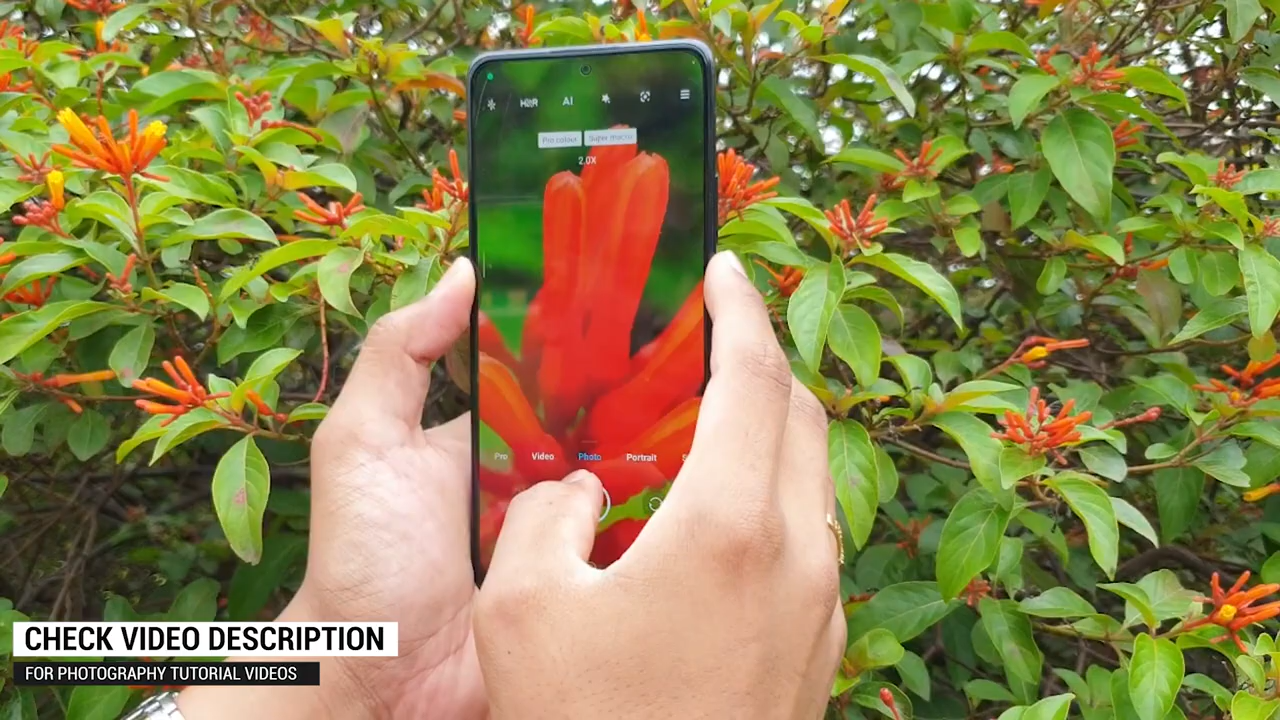 HDR AI
Pro colour Super macro
2.0X
Pro Video Photo Portrait
CHECK VIDEO DESCRIPTION
FOR PHOTOGRAPHY TUTORIAL VIDEOS